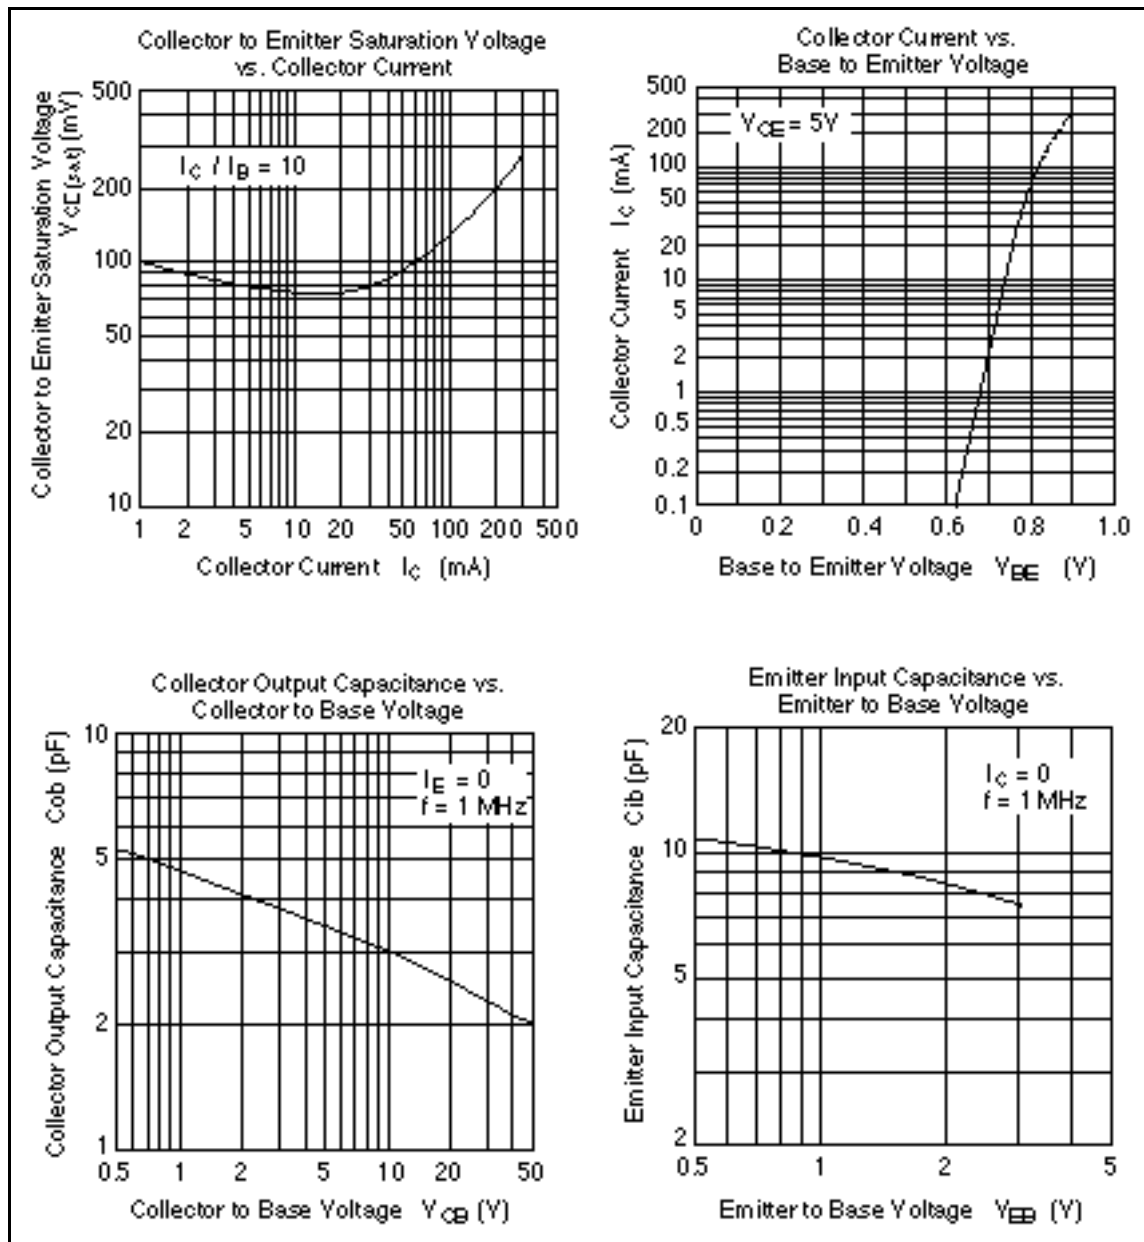 Collector to Emitter Saturation Voltage
vs. Collector Current
Collector to Emitter Saturation Voltage
VCE(sat) (mV)
500
200
100
50
20
10
IC / IB = 10
1 2 5 10 20 50 100 200 500
Collector Current IC (mA)
Collector Current vs.
Base to Emitter Voltage
Collector Current IC (mA)
500
200
100
50
20
10
5
2
1
0.5
0.2
0.1
VCE = 5V
0 0.2 0.4 0.6 0.8 1.0
Base to Emitter Voltage VBE (V)
Collector Output Capacitance vs.
Collector to Base Voltage
Collector Output Capacitance Cob (pF)
10
5
2
1
IE = 0
f = 1 MHz
0.5 1 2 5 10 20 50
Collector to Base Voltage VCB (V)
Emitter Input Capacitance vs.
Emitter to Base Voltage
Emitter Input Capacitance Cib (pF)
20
10
5
2
IC = 0
f = 1 MHz
0.5 1 2 5
Emitter to Base Voltage VEB (V)